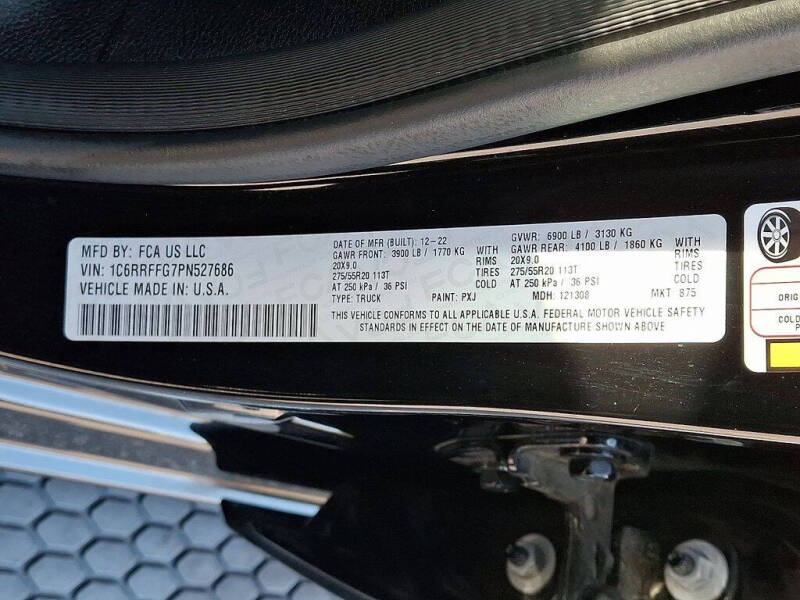 MFD BY: FCA US LLC
VIN: 1C6RRFFG7PN527686
VEHICLE MADE IN: U.S.A.
DATE OF MFR (BUILT): 12-22 GVWR: 6900 LB / 3130 KG
GAWR FRONT: 3900 LB / 1770 KG WITH GAWR REAR: 4100 LB / 1860 KG WITH
20X9.0 RIMS 20X9.0 RIMS
275/55R20 113T TIRES 275/55R20 113T TIRES
AT 250 kPa / 36 PSI COLD AT 250 kPa / 36 PSI COLD
TYPE: TRUCK PAINT: PXJ MDH: 121308 MKT 875
THIS VEHICLE CONFORMS TO ALL APPLICABLE U.S.A. FEDERAL MOTOR VEHICLE SAFETY
STANDARDS IN EFFECT ON THE DATE OF MANUFACTURE SHOWN ABOVE
ORIG
COLD
P